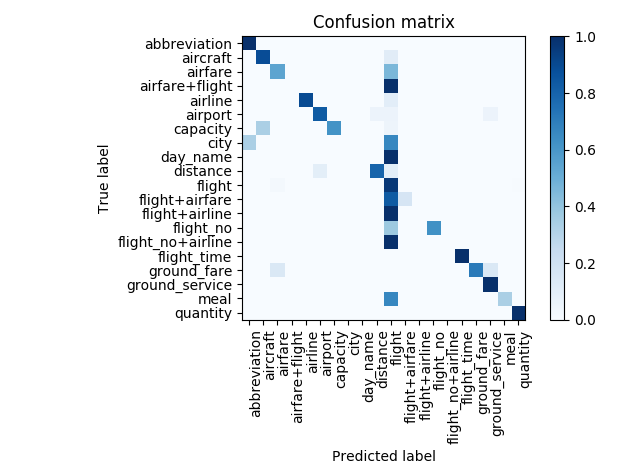 Confusion matrix
True label
abbreviation
aircraft
airfare
airfare+flight
airline
airport
capacity
city
day_name
distance
flight
flight+airfare
flight+airline
flight_no
flight_no+airline
flight_time
ground_fare
ground_service
meal
quantity
abbreviation
aircraft
airfare
airfare+flight
airline
airport
capacity
city
day_name
distance
flight
flight+airfare
flight+airline
flight_no
flight_no+airline
flight_time
ground_fare
ground_service
meal
quantity
Predicted label
1.0
0.8
0.6
0.4
0.2
0.0